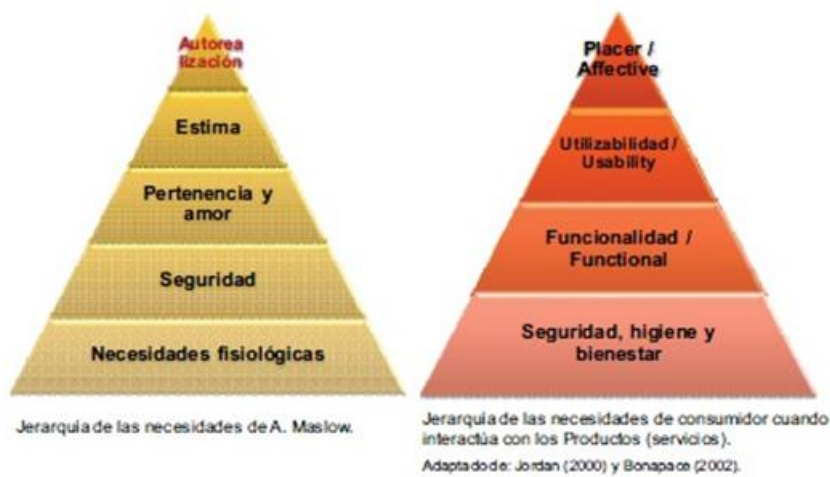 Autorea
lización
Estima
Pertenencia y
amor
Seguridad
Necesidades fisiológicas
Jerarquía de las necesidades de A. Maslow.
Placer /
Affective
Utilizabilidad /
Usability
Funcionalidad /
Functional
Seguridad, higiene y
bienestar
Jerarquía de las necesidades de consumidor cuando
interactúa con los Productos (servicios).
Adaptado de: Jordan (2000) y Bonapace (2002).